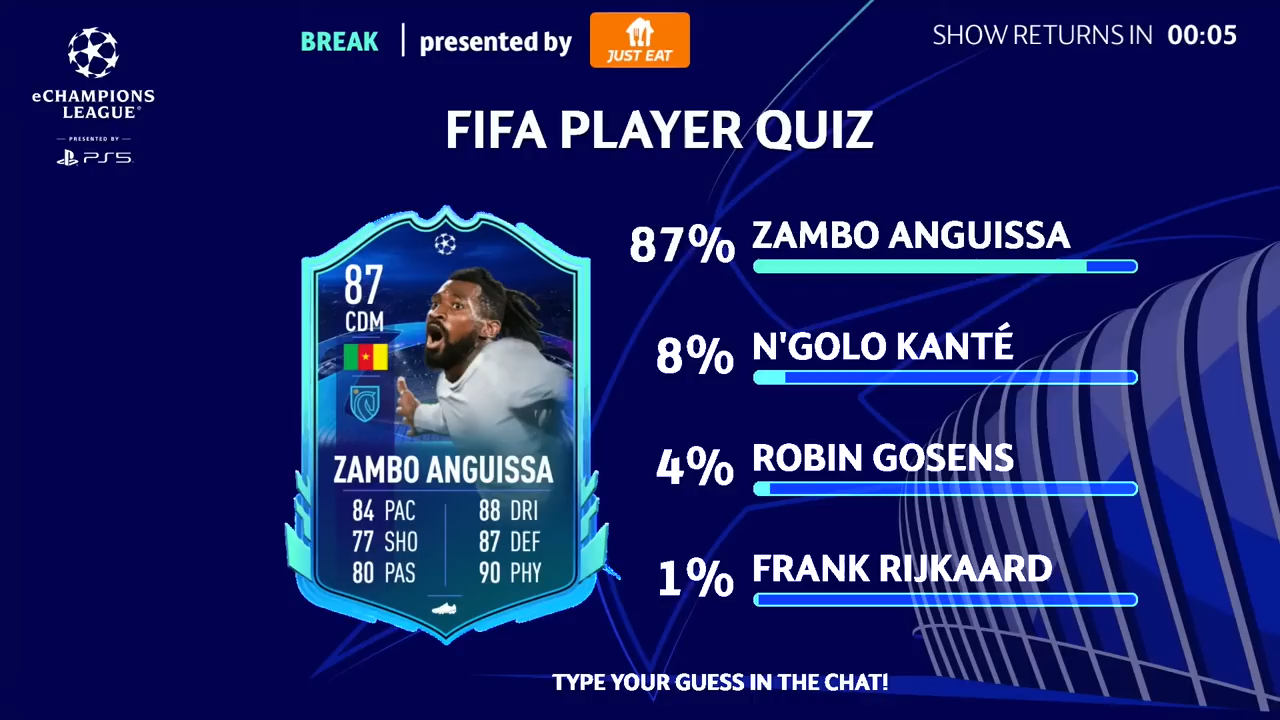 BREAK | presented by JUST EAT
SHOW RETURNS IN 00:05
eCHAMPIONS
LEAGUE®
PRESENTED BY
PS5
FIFA PLAYER QUIZ
87
CDM
ZAMBO ANGUISSA
84 PAC 88 DRI
77 SHO 87 DEF
80 PAS 90 PHY
87% ZAMBO ANGUISSA
8% N'GOLO KANTÉ
4% ROBIN GOSENS
1% FRANK RIJKAARD
TYPE YOUR GUESS IN THE CHAT!